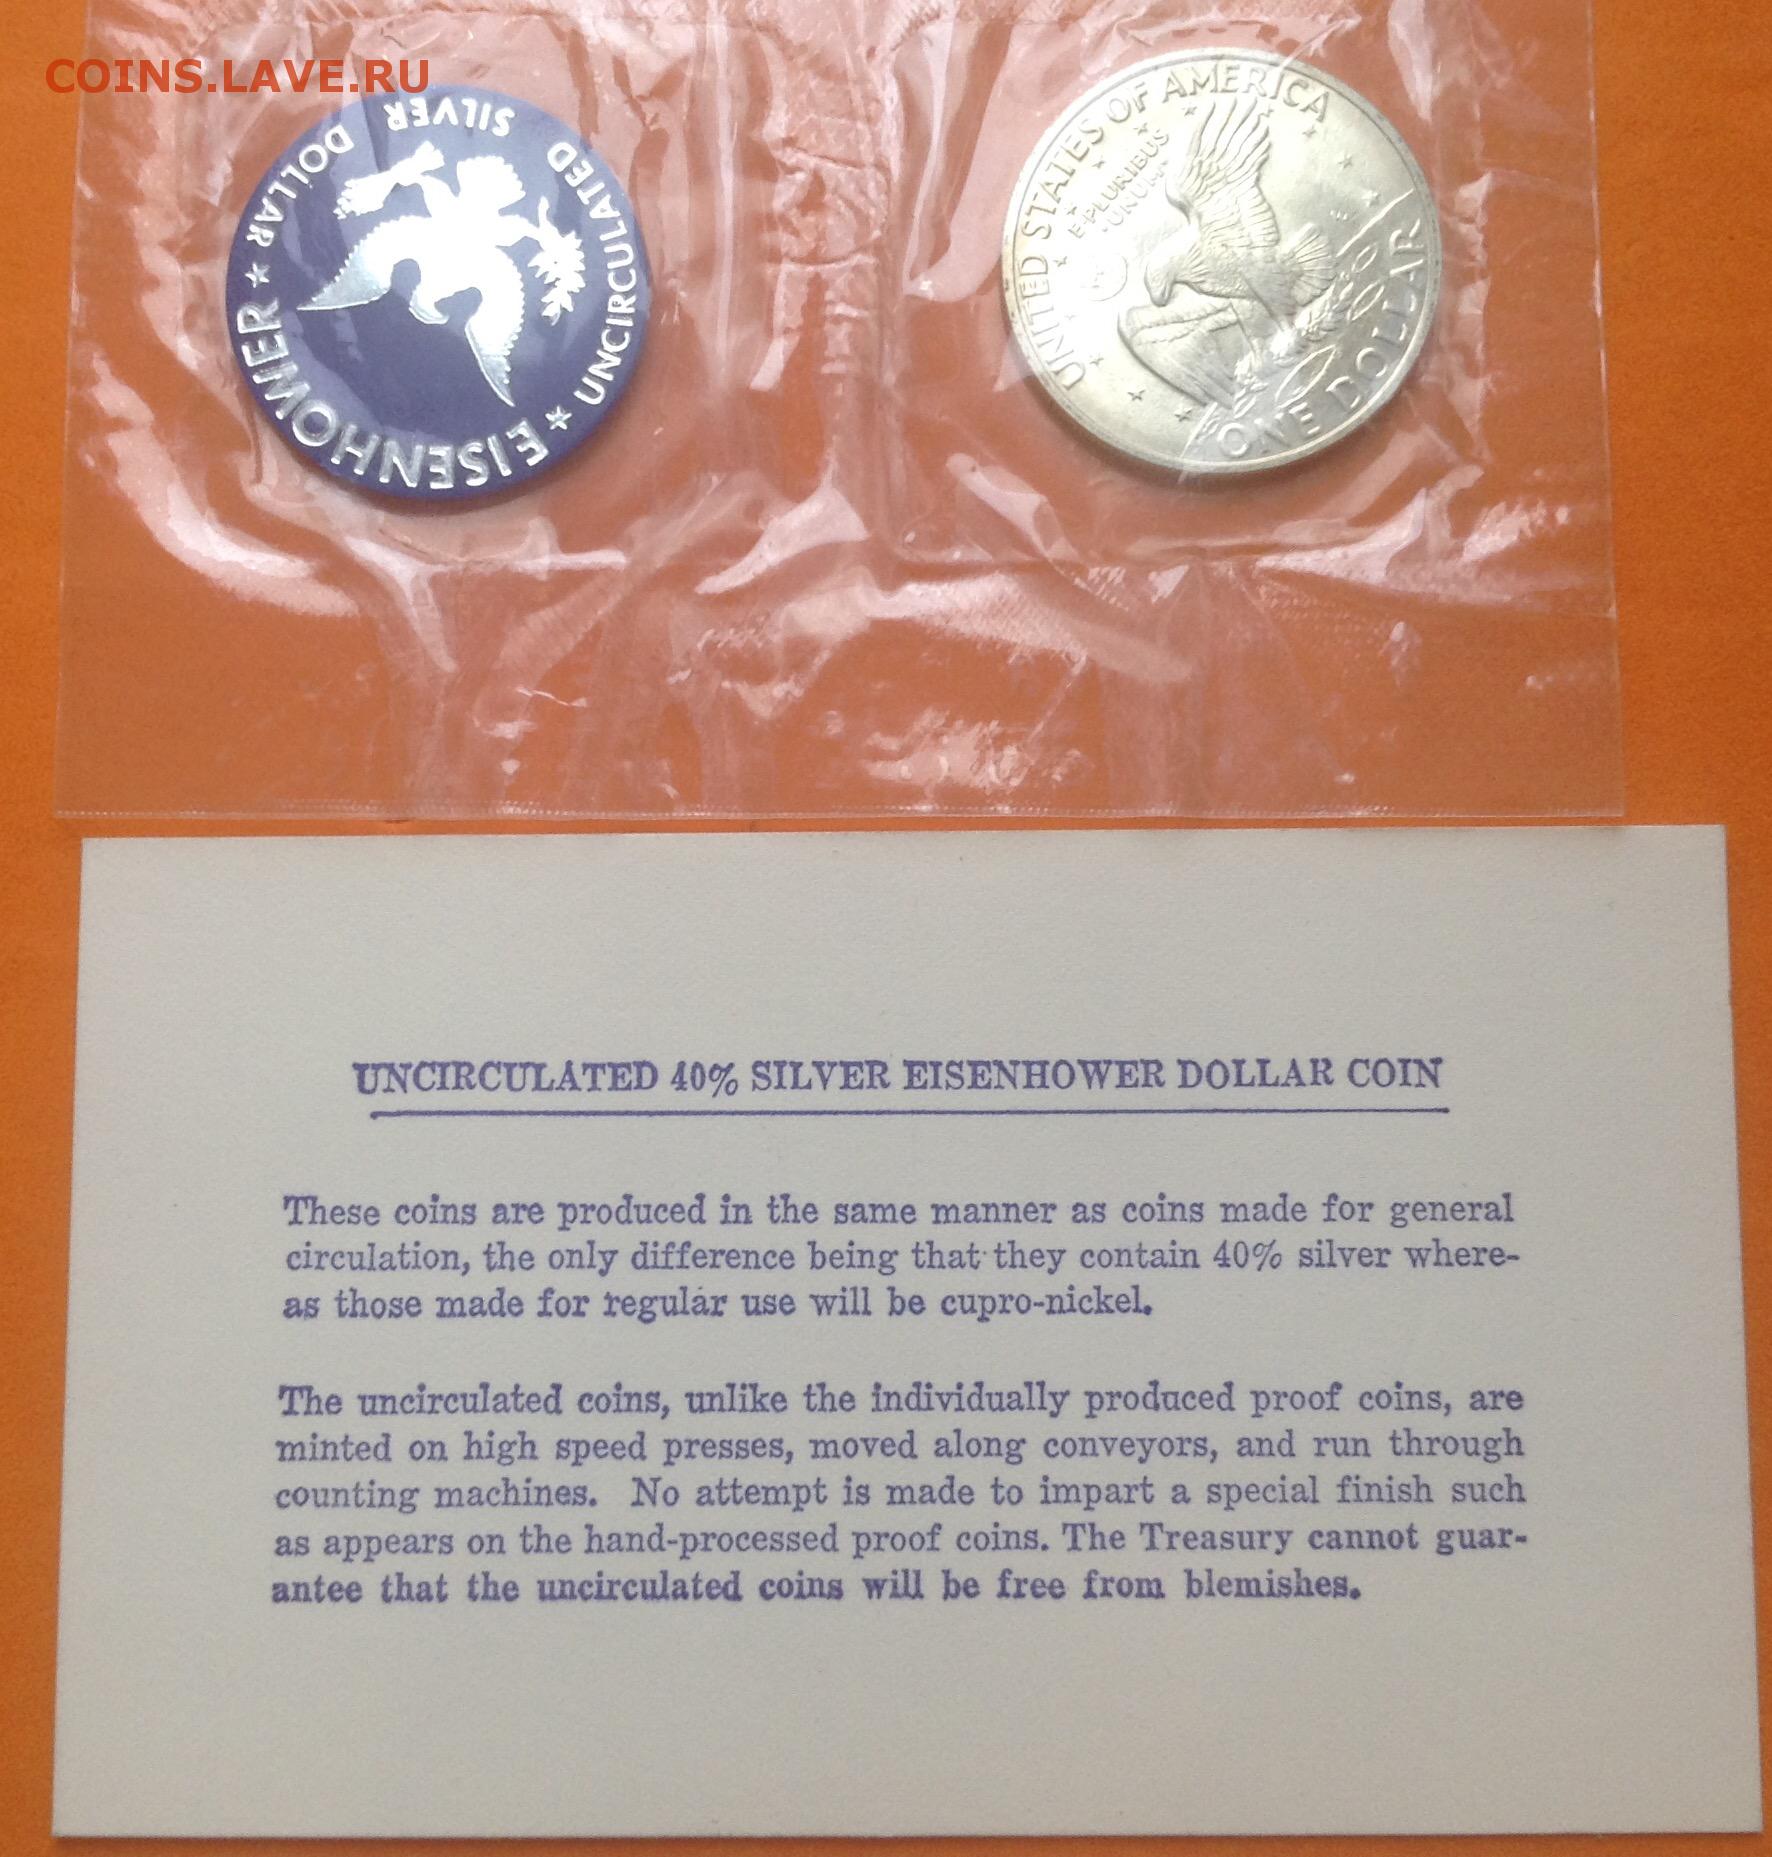 COINS.LAVE.RU
EISENHOWER ★ UNCIRCULATED SILVER DOLLAR ★
UNITED STATES OF AMERICA
E·PLURIBUS
UNUM
ONE DOLLAR
UNCIRCULATED 40% SILVER EISENHOWER DOLLAR COIN
These coins are produced in the same manner as coins made for general
circulation, the only difference being that they contain 40% silver where-
as those made for regular use will be cupro-nickel.
The uncirculated coins, unlike the individually produced proof coins, are
minted on high speed presses, moved along conveyors, and run through
counting machines. No attempt is made to impart a special finish such
as appears on the hand-processed proof coins. The Treasury cannot guar-
antee that the uncirculated coins will be free from blemishes.